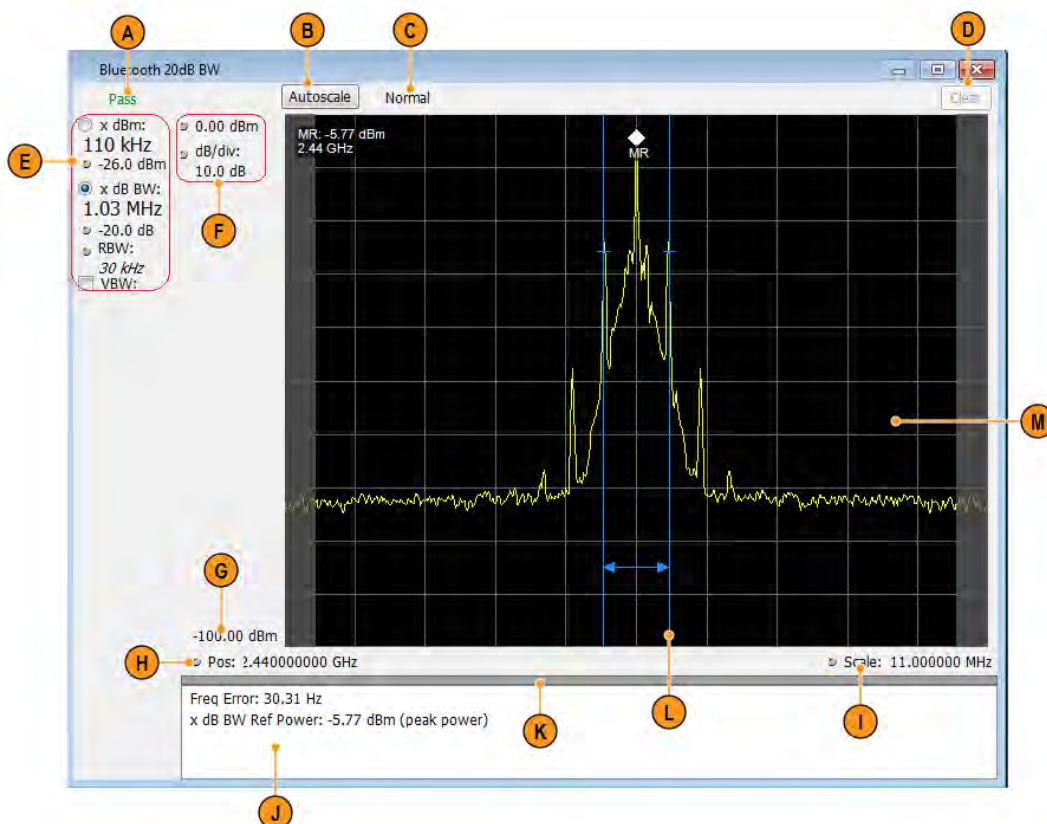 A
B
C
D
Bluetooth 20dB BW
Pass
Autoscale
Normal
Clear
E
x dBm:
110 kHz
-26.0 dBm
x dB BW:
1.03 MHz
-20.0 dB
RBW:
30 kHz
VBW:
0.00 dBm
dB/div:
10.0 dB
F
MR: -5.77 dBm
2.44 GHz
MR
M
G
-100.00 dBm
H
Pos: 2.440000000 GHz
Scale: 11.000000 MHz
Freq Error: 30.31 Hz
x dB BW Ref Power: -5.77 dBm (peak power)
K
L
I
J